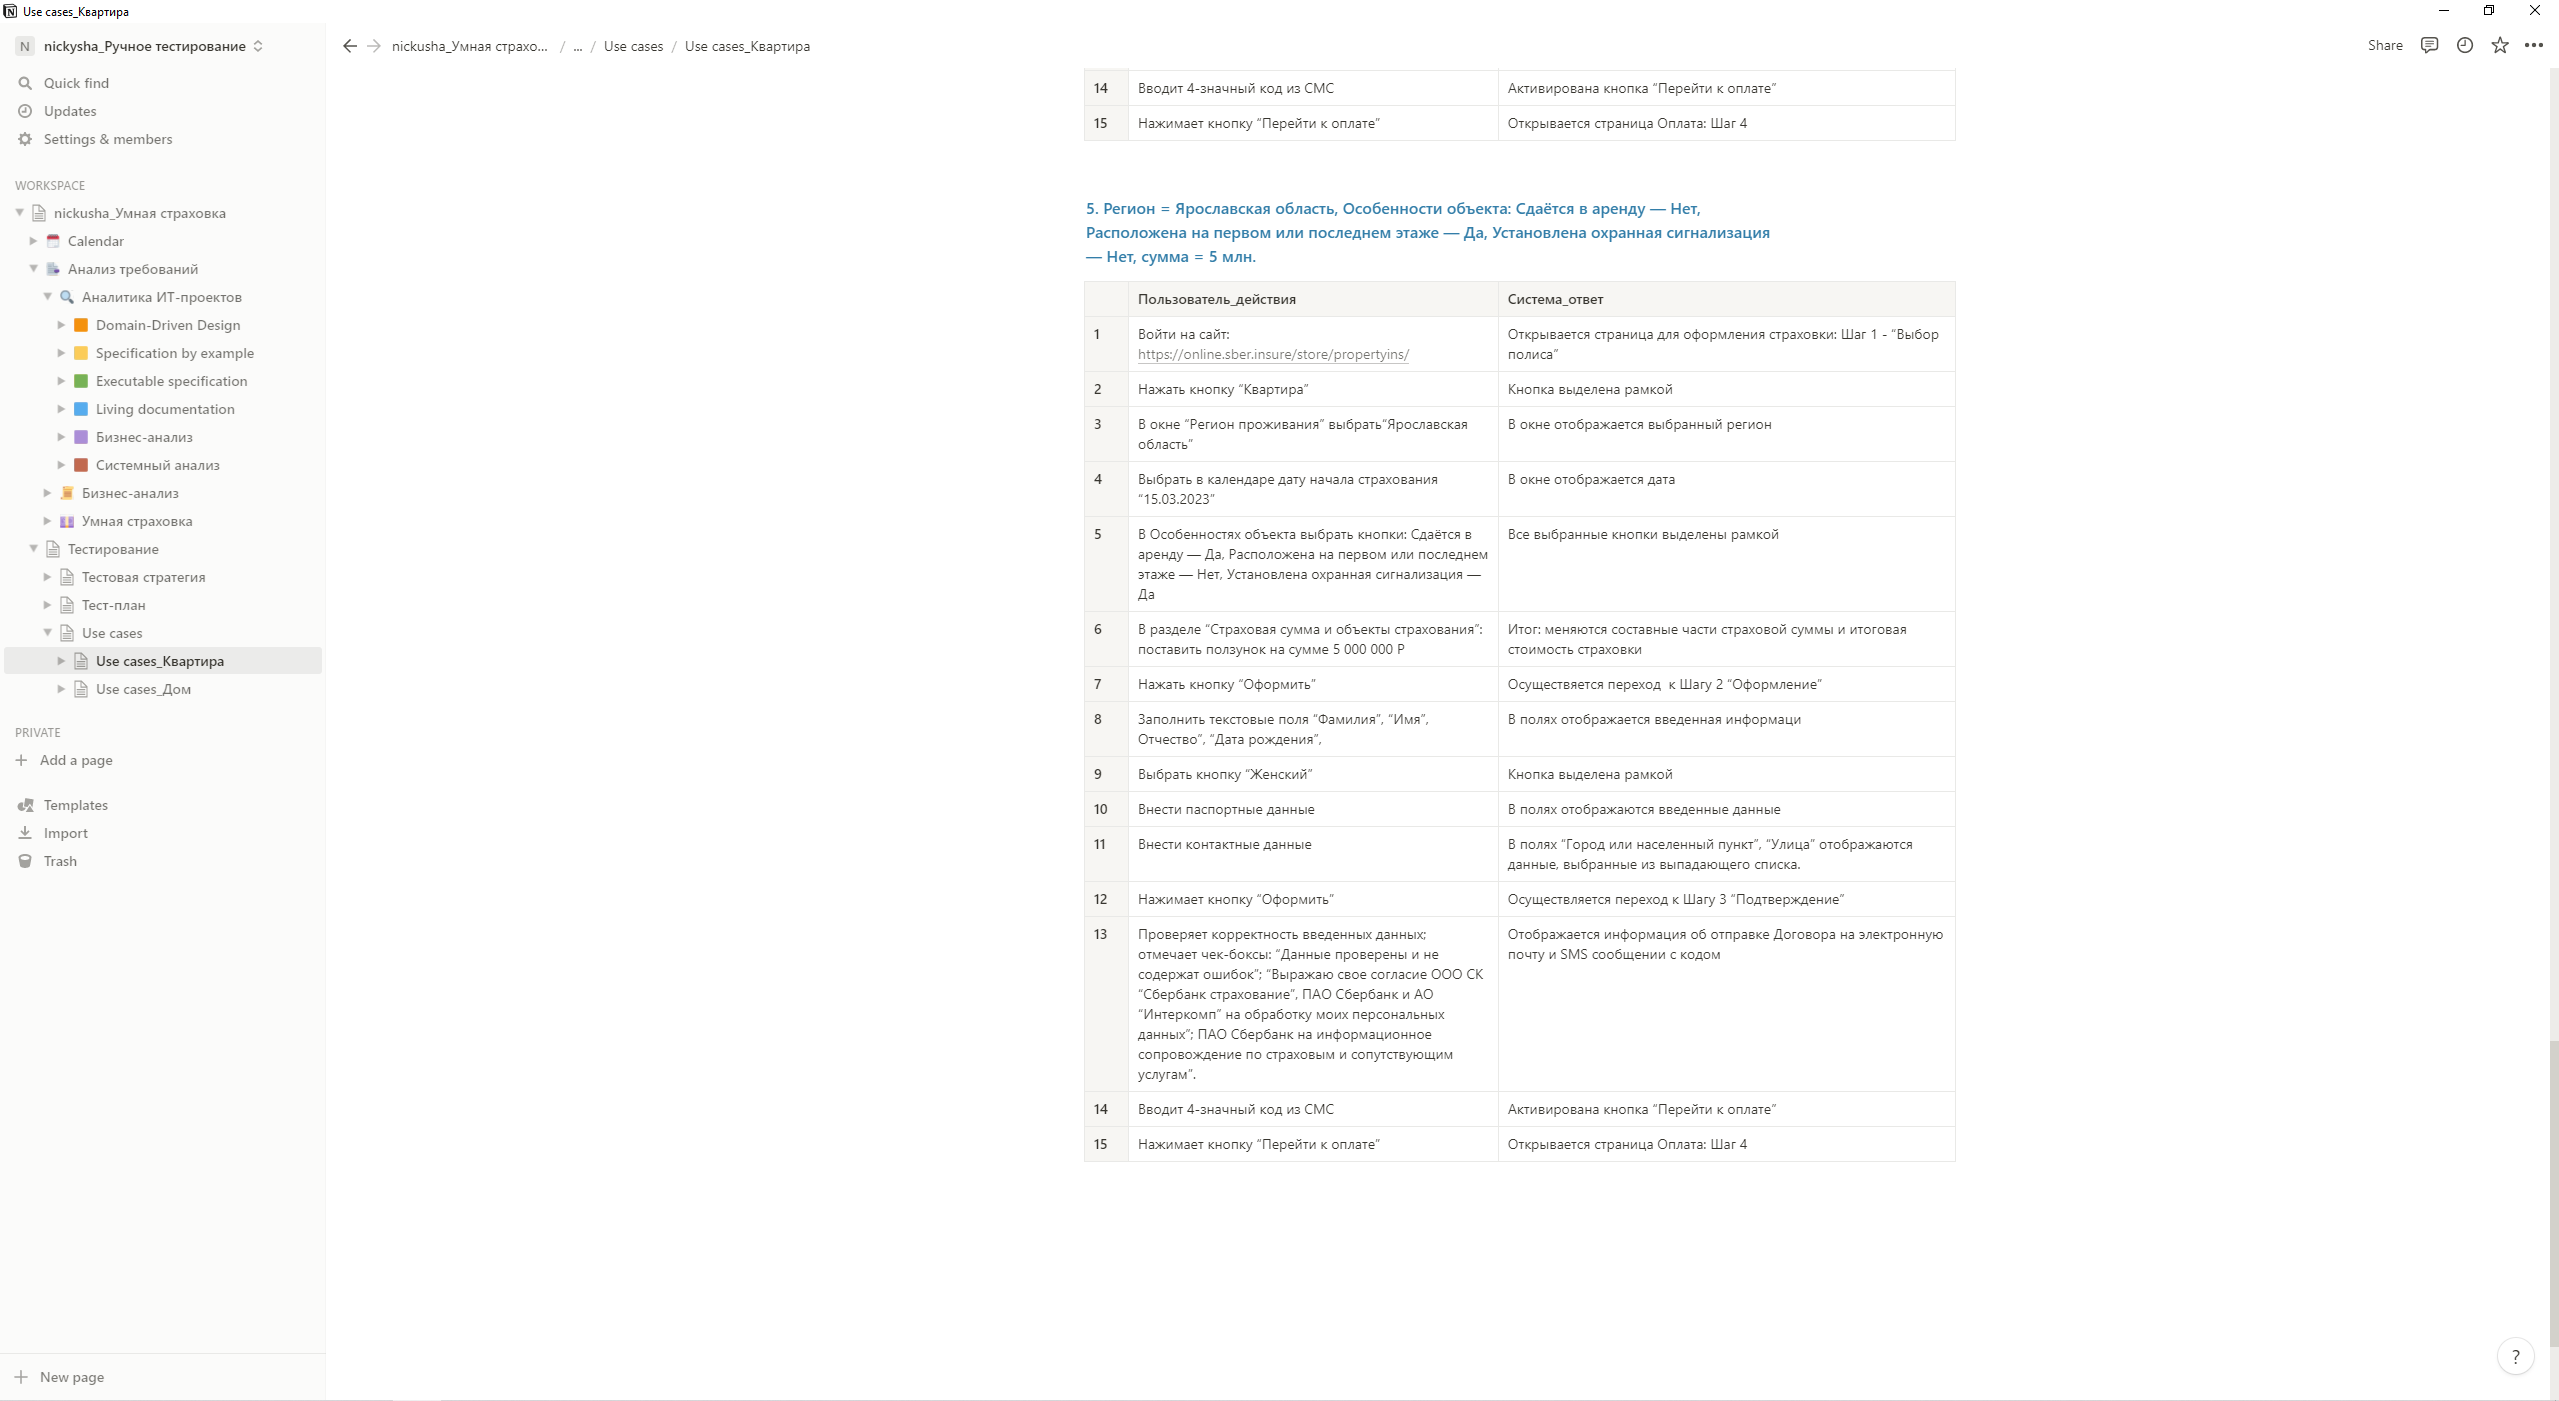 Use cases_Квартира
N nickysha_Ручное тестирование
Quick find
Updates
Settings & members
WORKSPACE
nickusha_Умная страховка
Calendar
Анализ требований
Аналитика ИТ-проектов
Domain-Driven Design
Specification by example
Executable specification
Living documentation
Бизнес-анализ
Системный анализ
Бизнес-анализ
Умная страховка
Тестирование
Тестовая стратегия
Тест-план
Use cases
Use cases_Квартира
Use cases_Дом
PRIVATE
Add a page
Templates
Import
Trash
New page
nickusha_Умная страхо... / ... / Use cases / Use cases_Квартира
Share
14 Вводит 4-значный код из СМС Активирована кнопка “Перейти к оплате”
15 Нажимает кнопку “Перейти к оплате” Открывается страница Оплата: Шаг 4
5. Регион = Ярославская область, Особенности объекта: Сдаётся в аренду — Нет,
Расположена на первом или последнем этаже — Да, Установлена охранная сигнализация
— Нет, сумма = 5 млн.
Пользователь_действия Система_ответ
1 Войти на сайт: Открывается страница для оформления страховки: Шаг 1 - “Выбор
https://online.sber.insure/store/propertyins/ полиса”
2 Нажать кнопку “Квартира” Кнопка выделена рамкой
3 В окне “Регион проживания” выбрать“Ярославская В окне отображается выбранный регион
область”
4 Выбрать в календаре дату начала страхования В окне отображается дата
“15.03.2023”
5 В Особенностях объекта выбрать кнопки: Сдаётся в Все выбранные кнопки выделены рамкой
аренду — Да, Расположена на первом или последнем
этаже — Нет, Установлена охранная сигнализация —
Да
6 В разделе “Страховая сумма и объекты страхования”: Итог: меняются составные части страховой суммы и итоговая
поставить ползунок на сумме 5 000 000 Р стоимость страховки
7 Нажать кнопку “Оформить” Осуществяется переход  к Шагу 2 “Оформление”
8 Заполнить текстовые поля “Фамилия”, “Имя”, В полях отображается введенная информаци
Отчество”, “Дата рождения”,
9 Выбрать кнопку “Женский” Кнопка выделена рамкой
10 Внести паспортные данные В полях отображаются введенные данные
11 Внести контактные данные В полях “Город или населенный пункт”, “Улица” отображаются
данные, выбранные из выпадающего списка.
12 Нажимает кнопку “Оформить” Осуществляется переход к Шагу 3 “Подтверждение”
13 Проверяет корректность введенных данных; Отображается информация об отправке Договора на электронную
отмечает чек-боксы: “Данные проверены и не почту и SMS сообщении с кодом
содержат ошибок”; “Выражаю свое согласие ООО СК
“Сбербанк страхование”, ПАО Сбербанк и АО
“Интеркомп” на обработку моих персональных
данных”; ПАО Сбербанк на информационное
сопровождение по страховым и сопутствующим
услугам”.
14 Вводит 4-значный код из СМС Активирована кнопка “Перейти к оплате”
15 Нажимает кнопку “Перейти к оплате” Открывается страница Оплата: Шаг 4
?